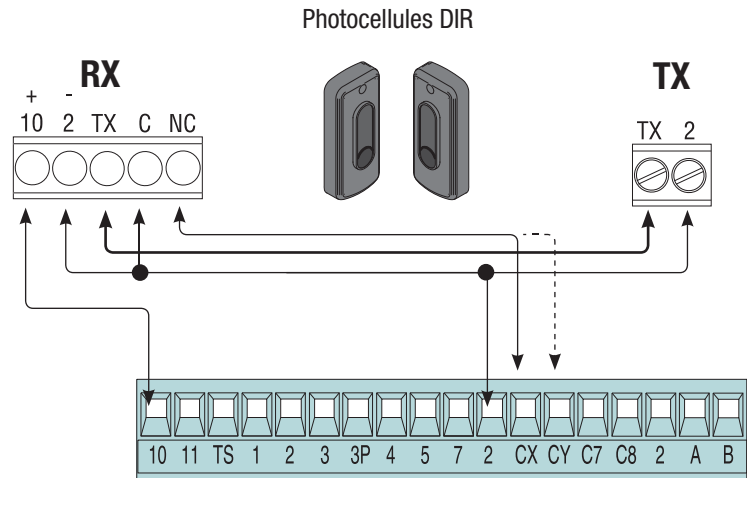 Photocellules DIR
RX
TX
+ -
10 2 TX C NC
TX 2
10 11 TS 1 2 3 3P 4 5 7 2 CX CY C7 C8 2 A B